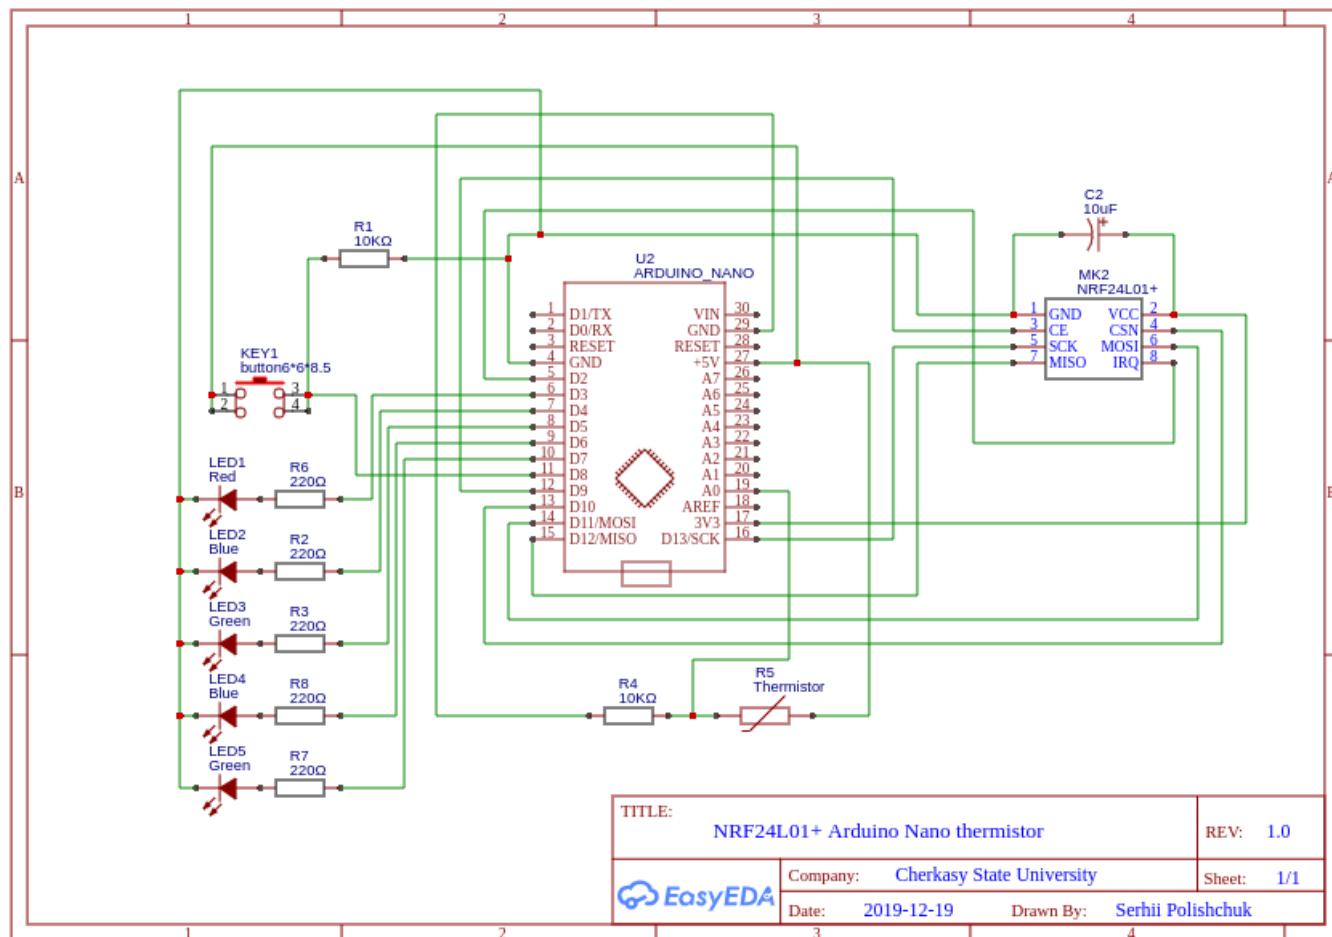 1 2 3 4
A
C2
10uF
R1
10KΩ
U2
ARDUINO_NANO
MK2
NRF24L01+
1 GND VCC 2
3 CE CSN 4
5 SCK MOSI 6
7 MISO IRQ 8
1 D1/TX VIN 30
2 D0/RX GND 29
3 RESET RESET 28
4 GND +5V 27
5 D2 A7 26
6 D3 A6 25
7 D4 A5 24
8 D5 A4 23
9 D6 A3 22
10 D7 A2 21
11 D8 A1 20
12 D9 A0 19
13 D10 AREF 18
14 D11/MOSI 3V3 17
15 D12/MISO D13/SCK 16
KEY1
button6*6*8.5
1 3
2 4
B
LED1
Red
R6
220Ω
LED2
Blue
R2
220Ω
LED3
Green
R3
220Ω
LED4
Blue
R8
220Ω
LED5
Green
R7
220Ω
R4
10KΩ
R5
Thermistor
TITLE:
NRF24L01+ Arduino Nano thermistor
REV: 1.0
EasyEDA
Company: Cherkasy State University
Sheet: 1/1
Date: 2019-12-19
Drawn By: Serhii Polishchuk
1 2 3 4